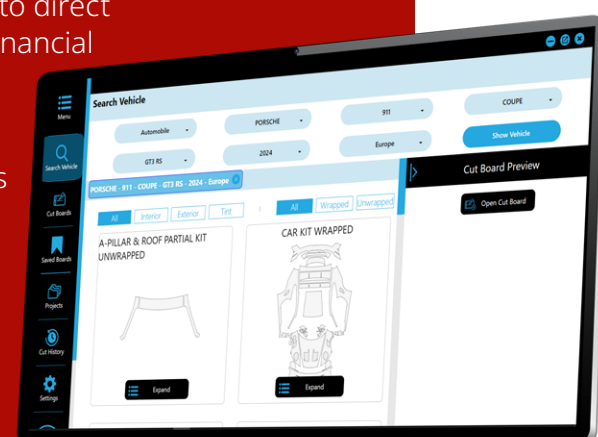 to direct
nancial
s
Menu
Search Vehicle
Cut Boards
Saved Boards
Projects
Cut History
Settings
Search Vehicle
Automobile
PORSCHE
911
COUPE
GT3 RS
2024
Europe
Show Vehicle
PORSCHE - 911 - COUPE - GT3 RS - 2024 - Europe
All Interior Exterior Tint : All Wrapped Unwrapped
A-PILLAR & ROOF PARTIAL KIT
UNWRAPPED
Expand
CAR KIT WRAPPED
Expand
Cut Board Preview
Open Cut Board